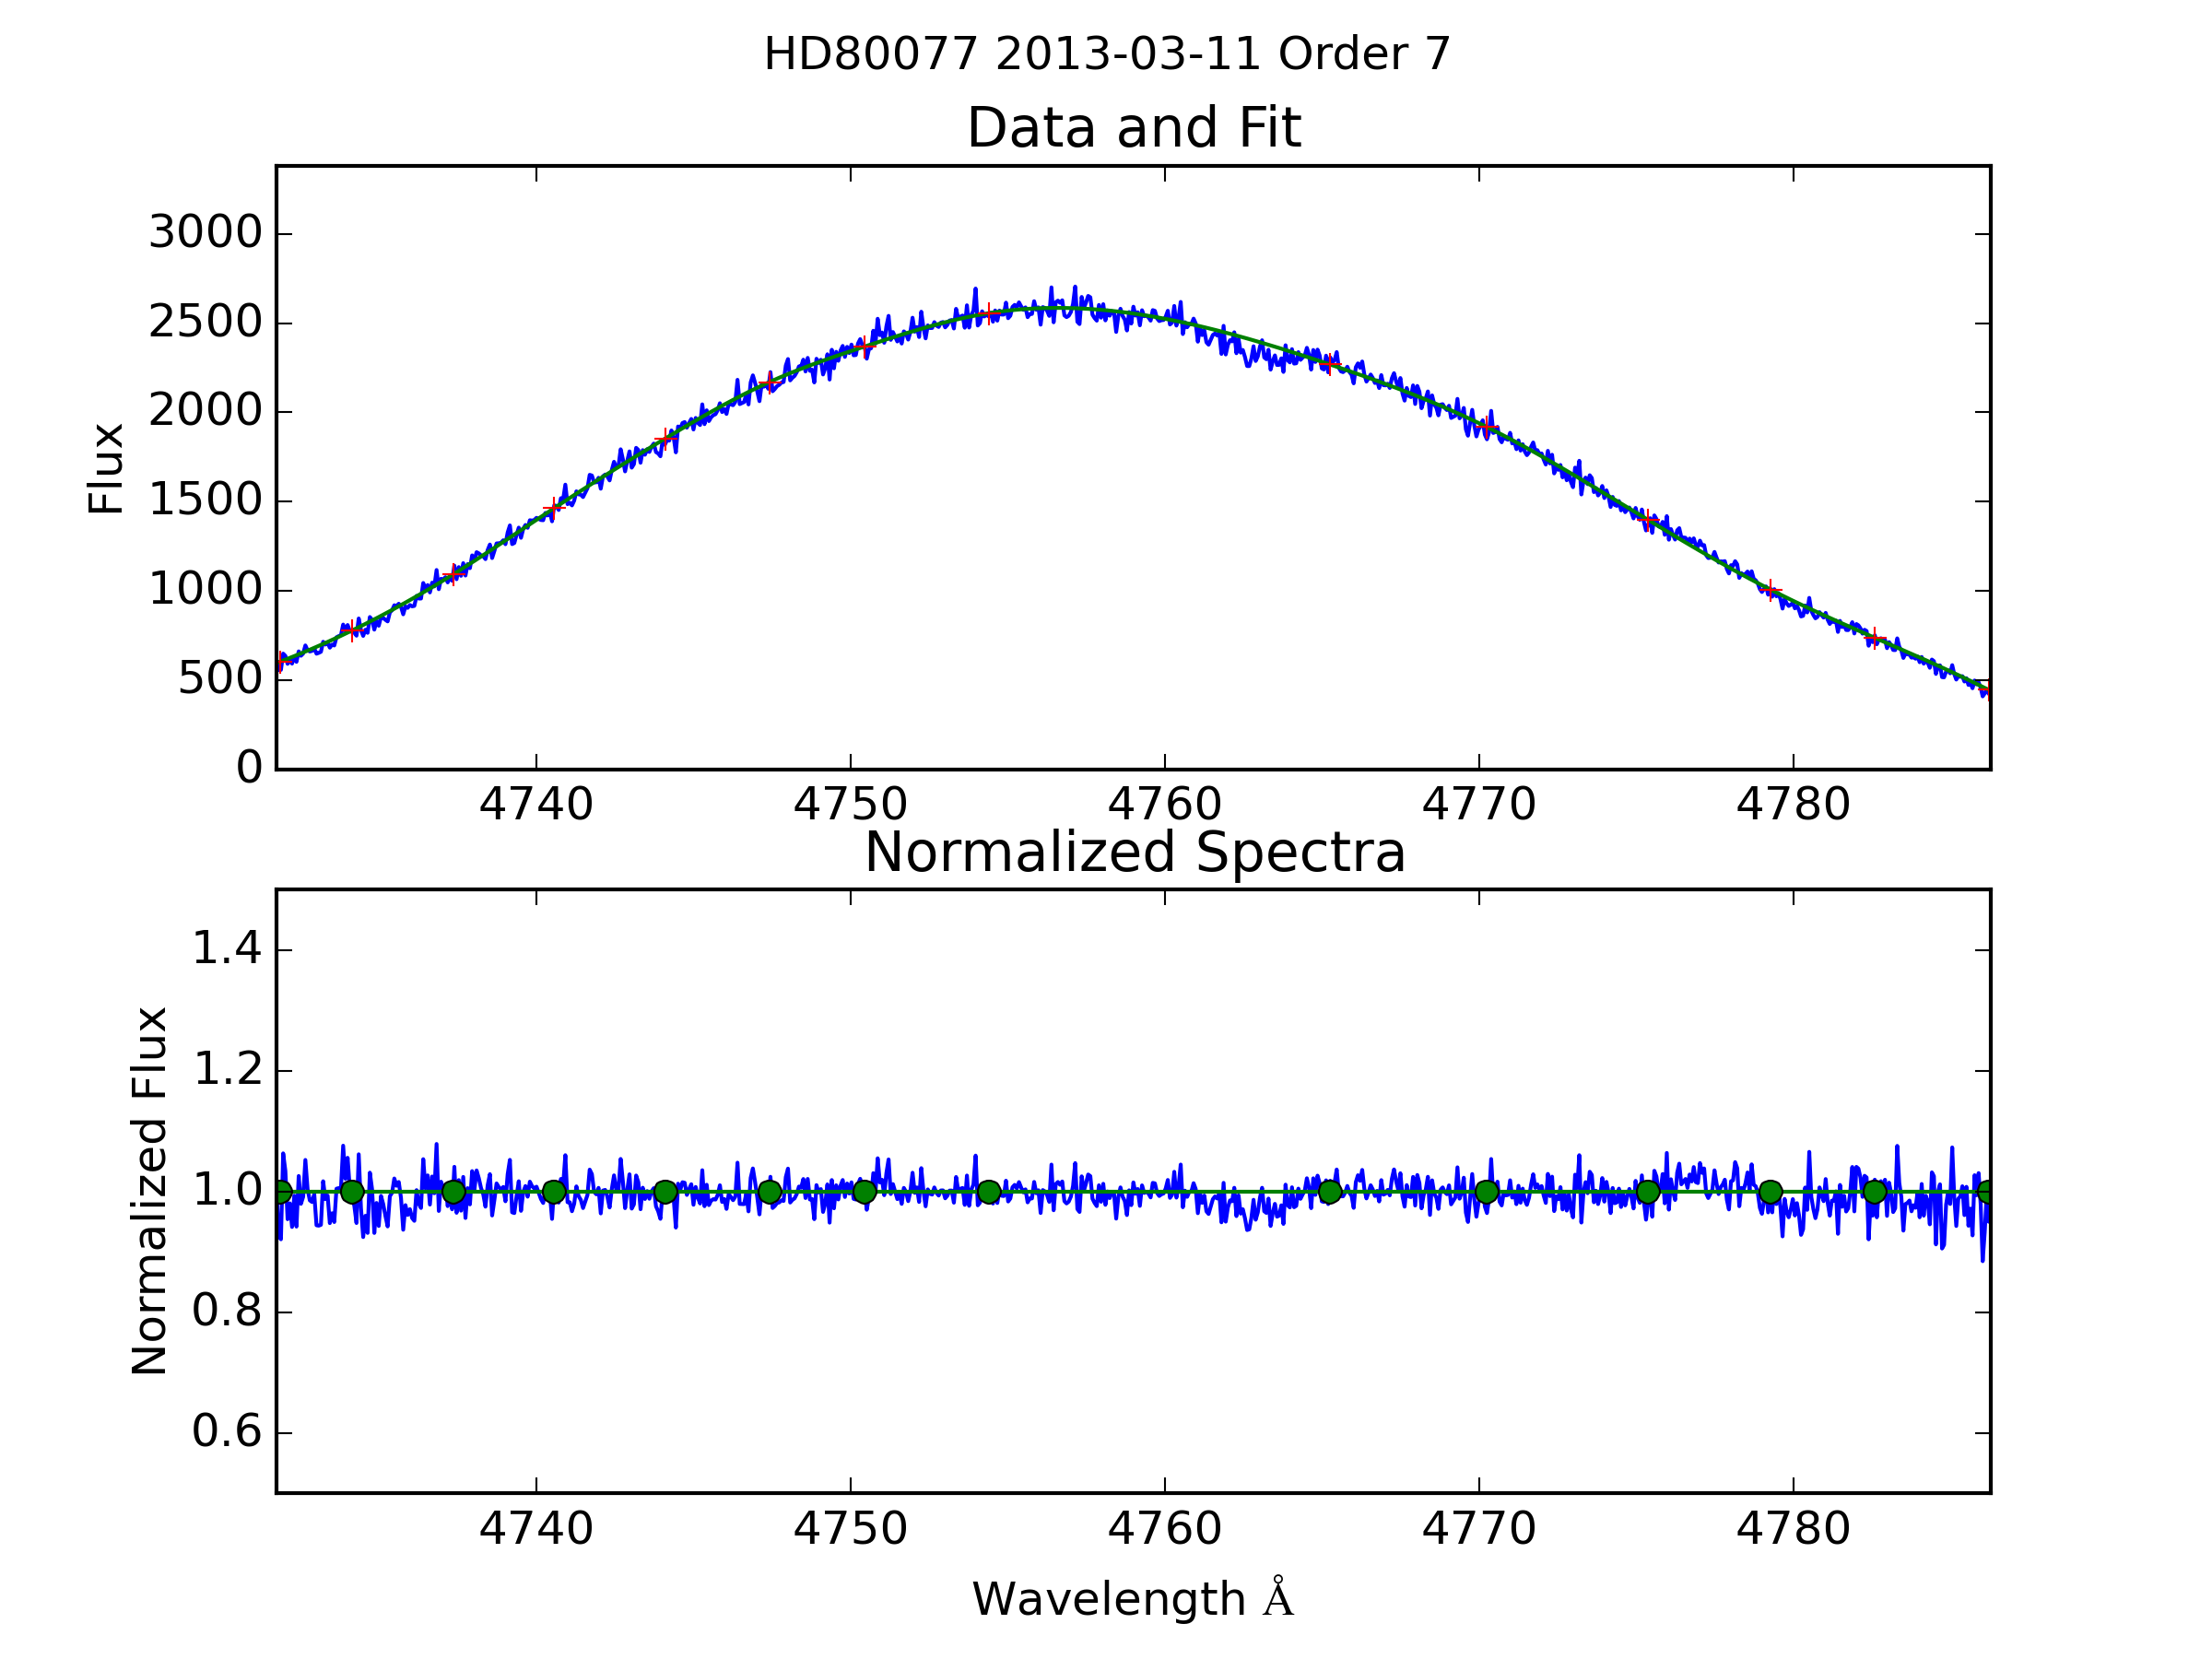 HD80077 2013-03-11 Order 7
Data and Fit
3000
2500
2000
1500
1000
500
0
Flux
4740 4750 4760 4770 4780
Normalized Spectra
1.4
1.2
1.0
0.8
0.6
Normalized Flux
4740 4750 4760 4770 4780
Wavelength Å